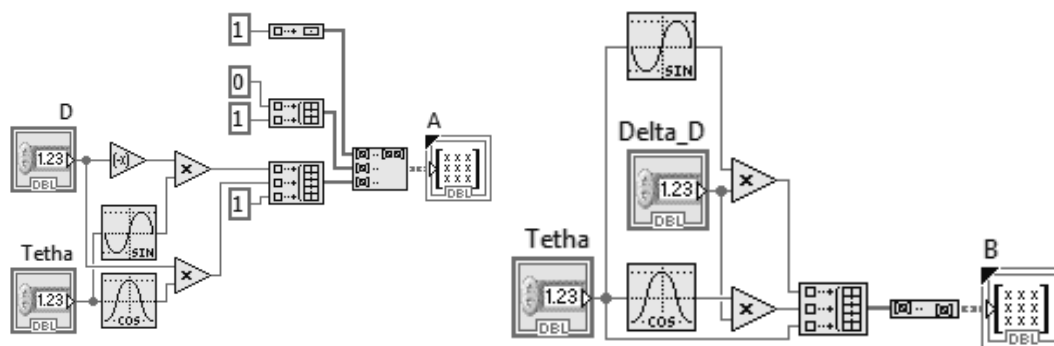 1
0
1
D
1.23
DBL
[-X]
×
SIN
Tetha
1.23
DBL
COS
×
1
A
X X X
X X X
X X X
DBL
SIN
Delta_D
1.23
DBL
×
Tetha
1.23
DBL
COS
×
B
X X X
X X X
X X X
DBL